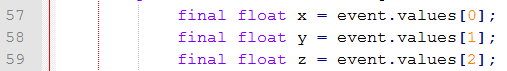 57 final float x = event.values[0];
58 final float y = event.values[1];
59 final float z = event.values[2];